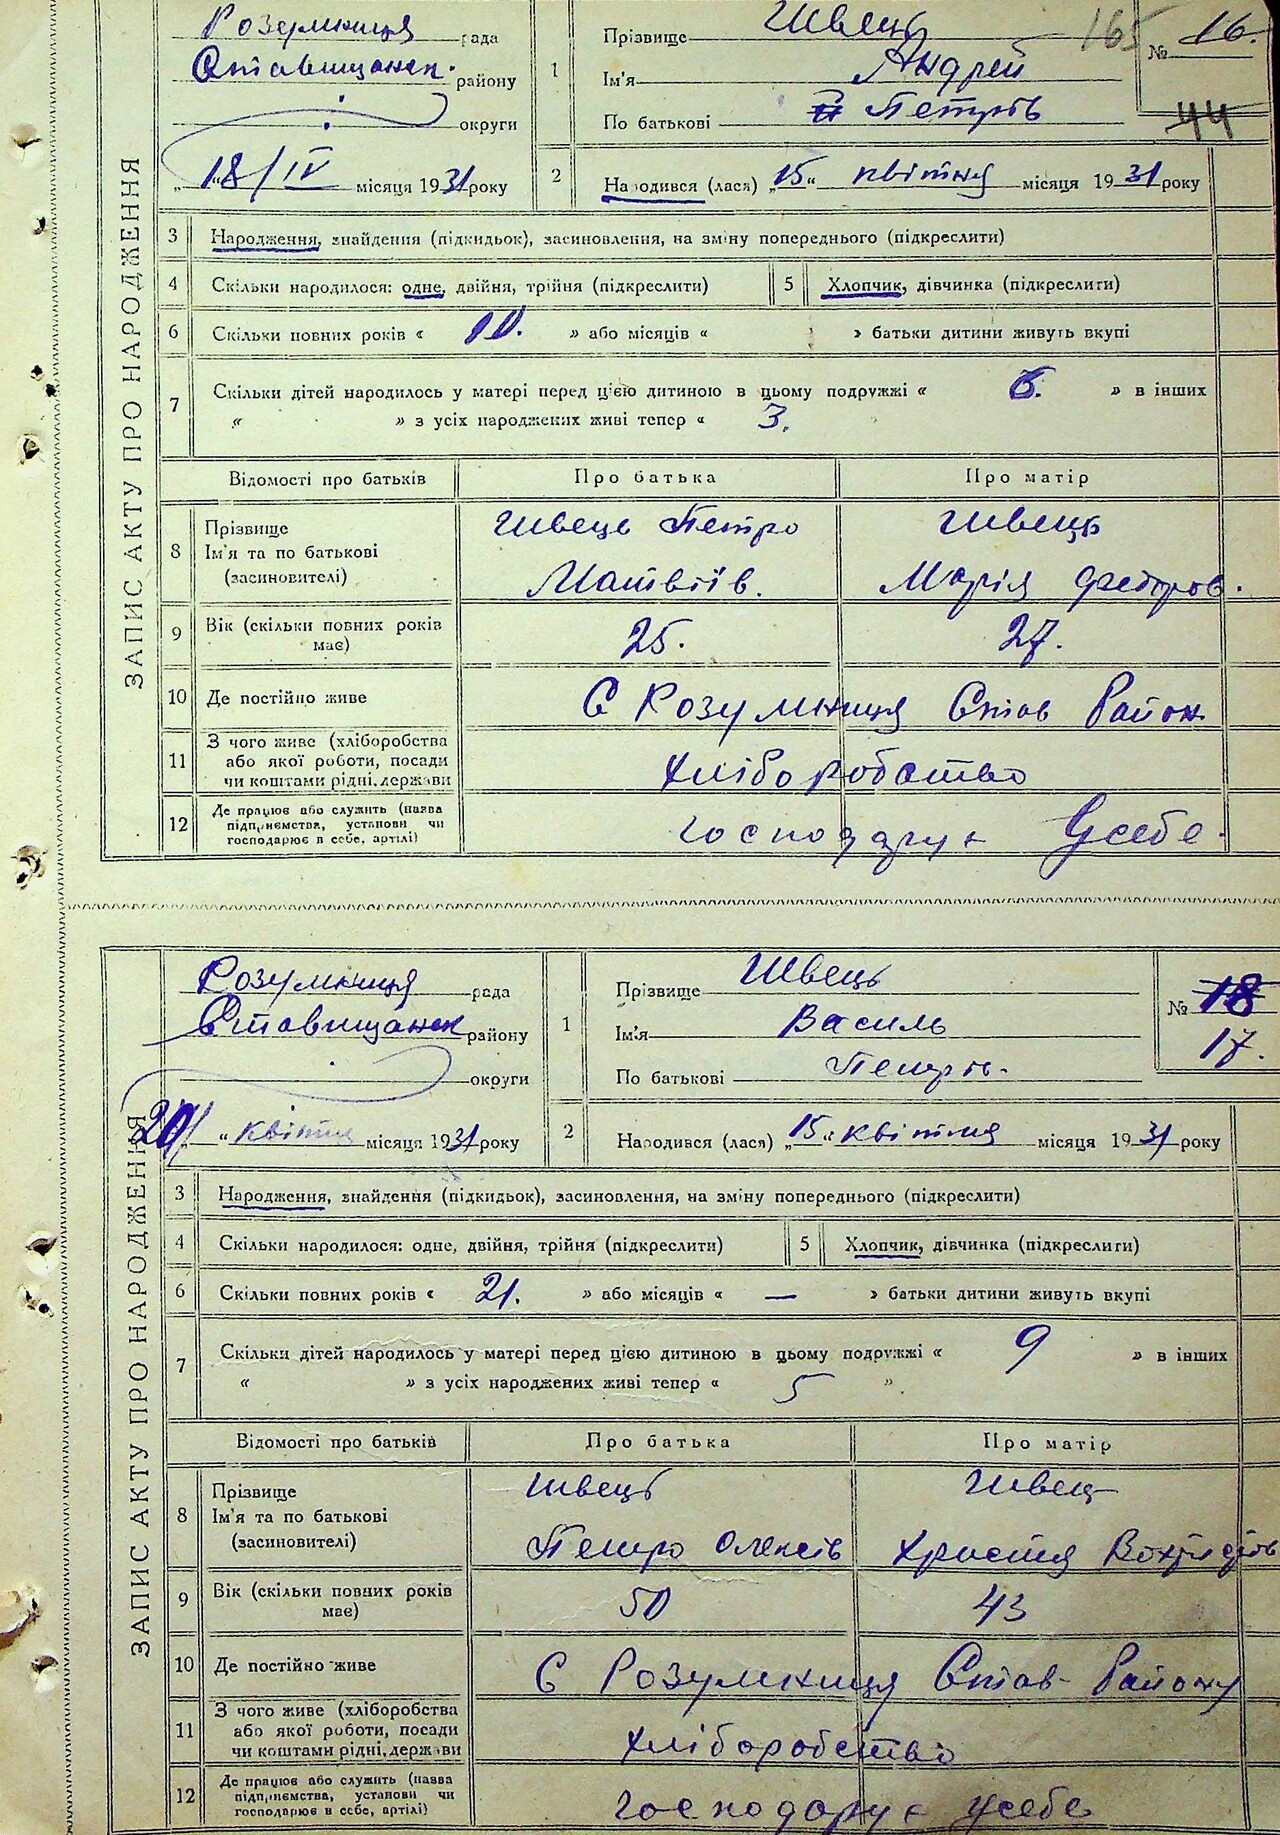 ЗАПИС АКТУ ПРО НАРОДЖЕННЯ
Розумниця рада
Ставищанськ. району
округи
"18/IV місяця 1931 року
1 Прізвище Швець
Ім'я Андрей
По батькові Петрів
165
№ 16.
44
2 Народився (лася) „15" квітня місяця 1931 року
3 Народження, знайдення (підкидьок), засиновлення, на зміну попереднього (підкреслити)
4 Скільки народилося: одне, двійня, трійня (підкреслити)
5 Хлопчик, дівчинка (підкреслити)
6 Скільки повних років « 10. » або місяців « » батьки дитини живуть вкупі
7 Скільки дітей народилось у матері перед цією дитиною в цьому подружжі « 6. » в інших
« » з усіх народжених живі тепер « 3.
Відомості про батьків Про батька Про матір
8 Прізвище
Ім'я та по батькові
(засиновителі)
Швець Петро
Матвіїв.
Швець
Марія Федоров.
9 Вік (скільки повних років
має)
25. 27.
10 Де постійно живе С Розумниця Став Район
11 З чого живе (хліборобства
або якої роботи, посади
чи коштами рідні, держави
хліборобство
12 Де працює або служить (назва
підприємства, установи чи
господарює в себе, артілі)
господарує Усебе.
ЗАПИС АКТУ ПРО НАРОДЖЕННЯ
Розумниця рада
Ставищанськ району
округи
20/ " квітня місяця 1931 року
1 Прізвище Швець
Ім'я Василь
По батькові Петрів.
№ 18
17.
2 Народився (лася) „15" квітня місяця 1931 року
3 Народження, знайдення (підкидьок), засиновлення, на зміну попереднього (підкреслити)
4 Скільки народилося: одне, двійня, трійня (підкреслити)
5 Хлопчик, дівчинка (підкреслити)
6 Скільки повних років « 21. » або місяців « — » батьки дитини живуть вкупі
7 Скільки дітей народилось у матері перед цією дитиною в цьому подружжі « 9 » в інших
« » з усіх народжених живі тепер « 5 »
Відомості про батьків Про батька Про матір
8 Прізвище
Ім'я та по батькові
(засиновителі)
Швець
Петро Олексів
Швец
Христя
9 Вік (скільки повних років
має)
50 43
10 Де постійно живе С Розумниця Став- Району
11 З чого живе (хліборобства
або якої роботи, посади
чи коштами рідні, держави
хліборобство
12 Де працює або служить (назва
підприємства, установи чи
господарює в себе, артілі)
господарує усебе